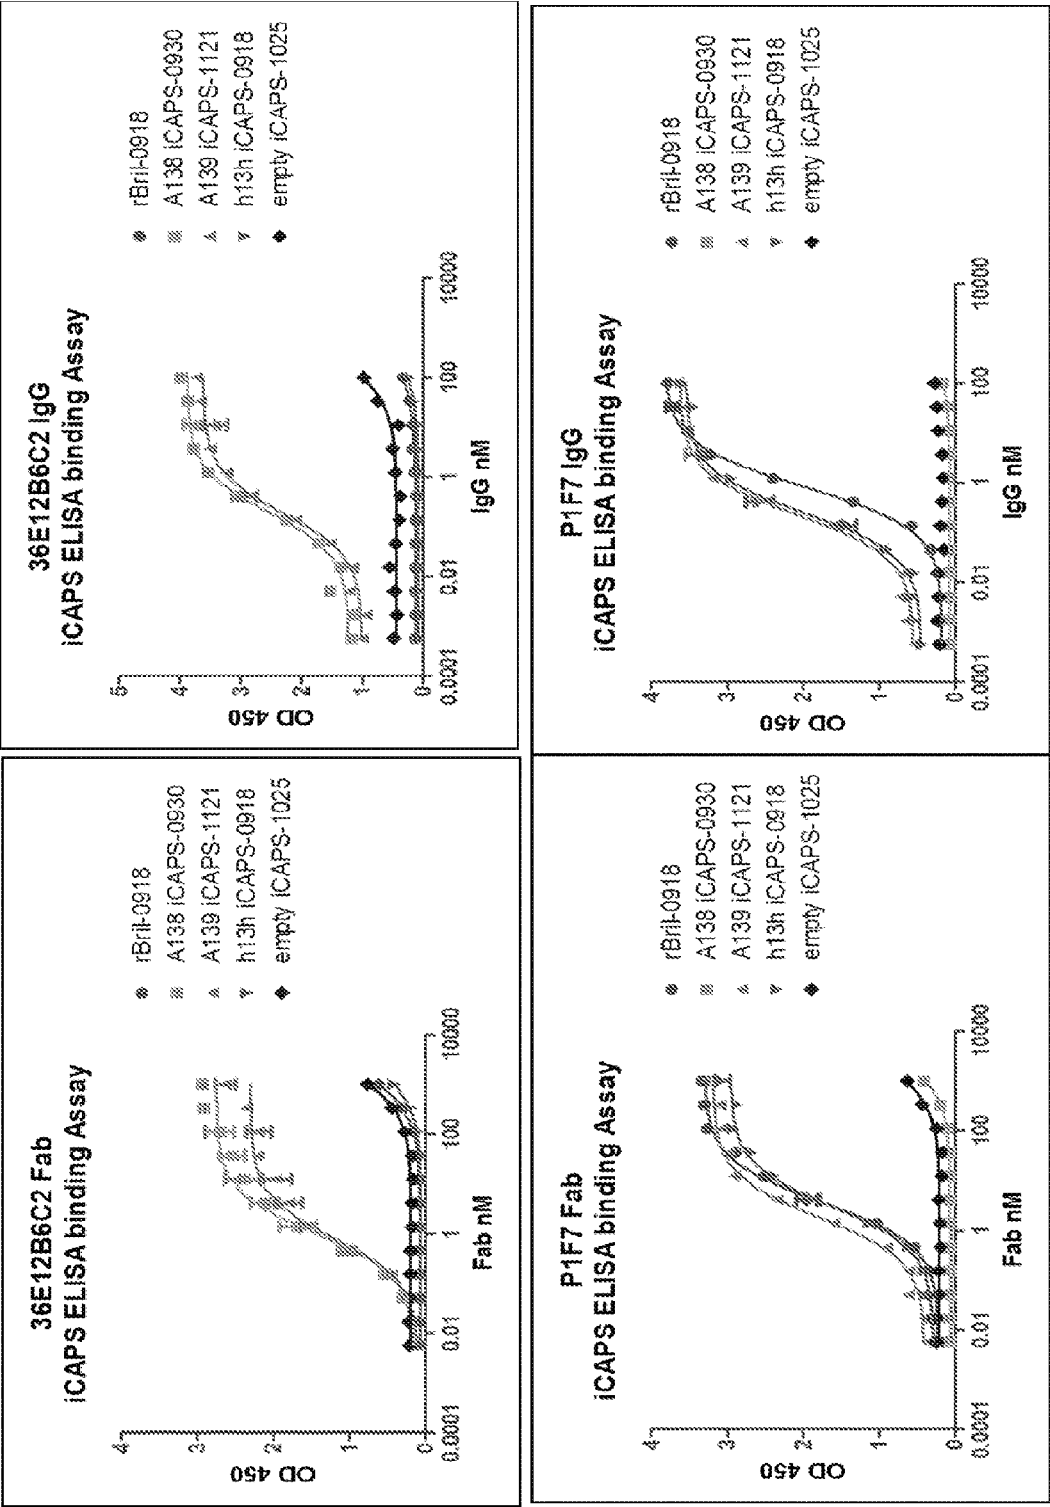 36E12B6C2 Fab
iCAPS ELISA binding Assay
OD 450
4
3
2
1
0
0.0001
0.01
1
100
10000
Fab nM
rBril-0918
A138 iCAPS-0930
A139 iCAPS-1121
h13h iCAPS-0918
empty iCAPS-1025
36E12B6C2 IgG
iCAPS ELISA binding Assay
OD 450
5
4
3
2
1
0
0.0001
0.01
1
100
10000
IgG nM
rBril-0918
A138 iCAPS-0930
A139 iCAPS-1121
h13h iCAPS-0918
empty iCAPS-1025
P1F7 Fab
iCAPS ELISA binding Assay
OD 450
4
3
2
1
0
0.0001
0.01
1
100
10000
Fab nM
rBril-0918
A138 iCAPS-0930
A139 iCAPS-1121
h13h iCAPS-0918
empty iCAPS-1025
P1F7 IgG
iCAPS ELISA binding Assay
OD 450
4
3
2
1
0
0.0001
0.01
1
100
10000
IgG nM
rBril-0918
A138 iCAPS-0930
A139 iCAPS-1121
h13h iCAPS-0918
empty iCAPS-1025